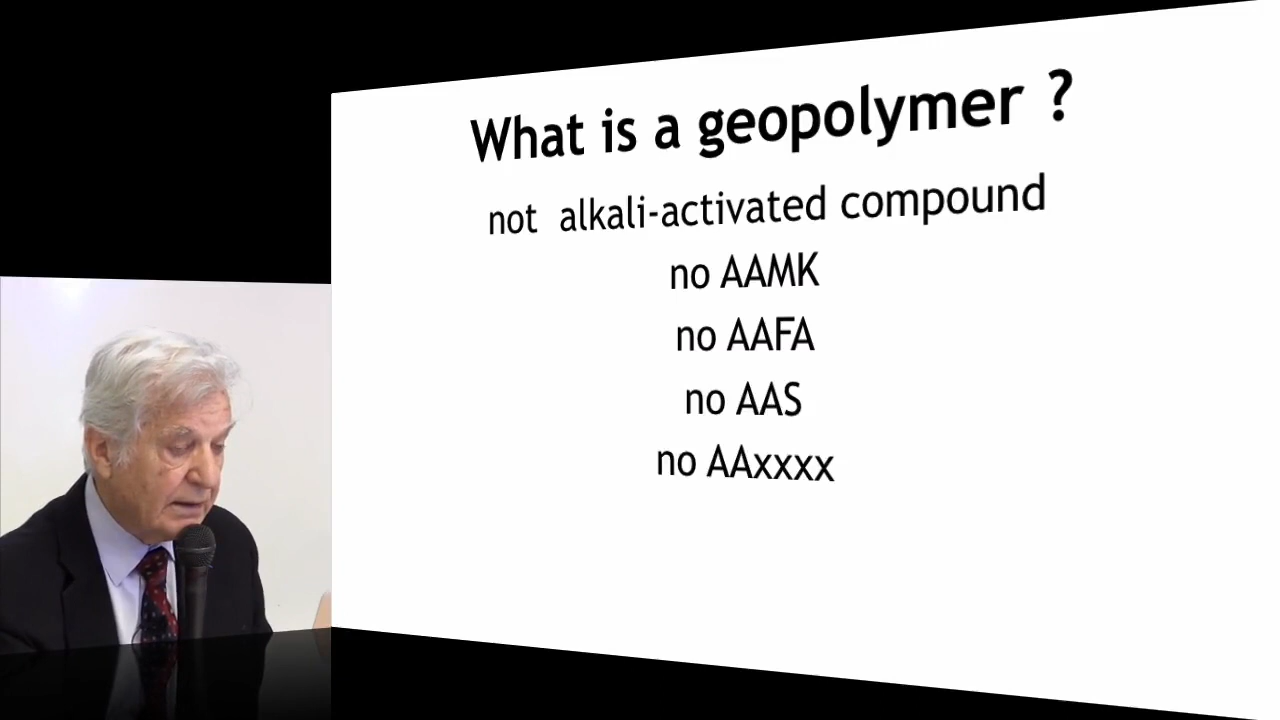 What is a geopolymer ?
not alkali-activated compound
no AAMK
no AAFA
no AAS
no AAxxxx